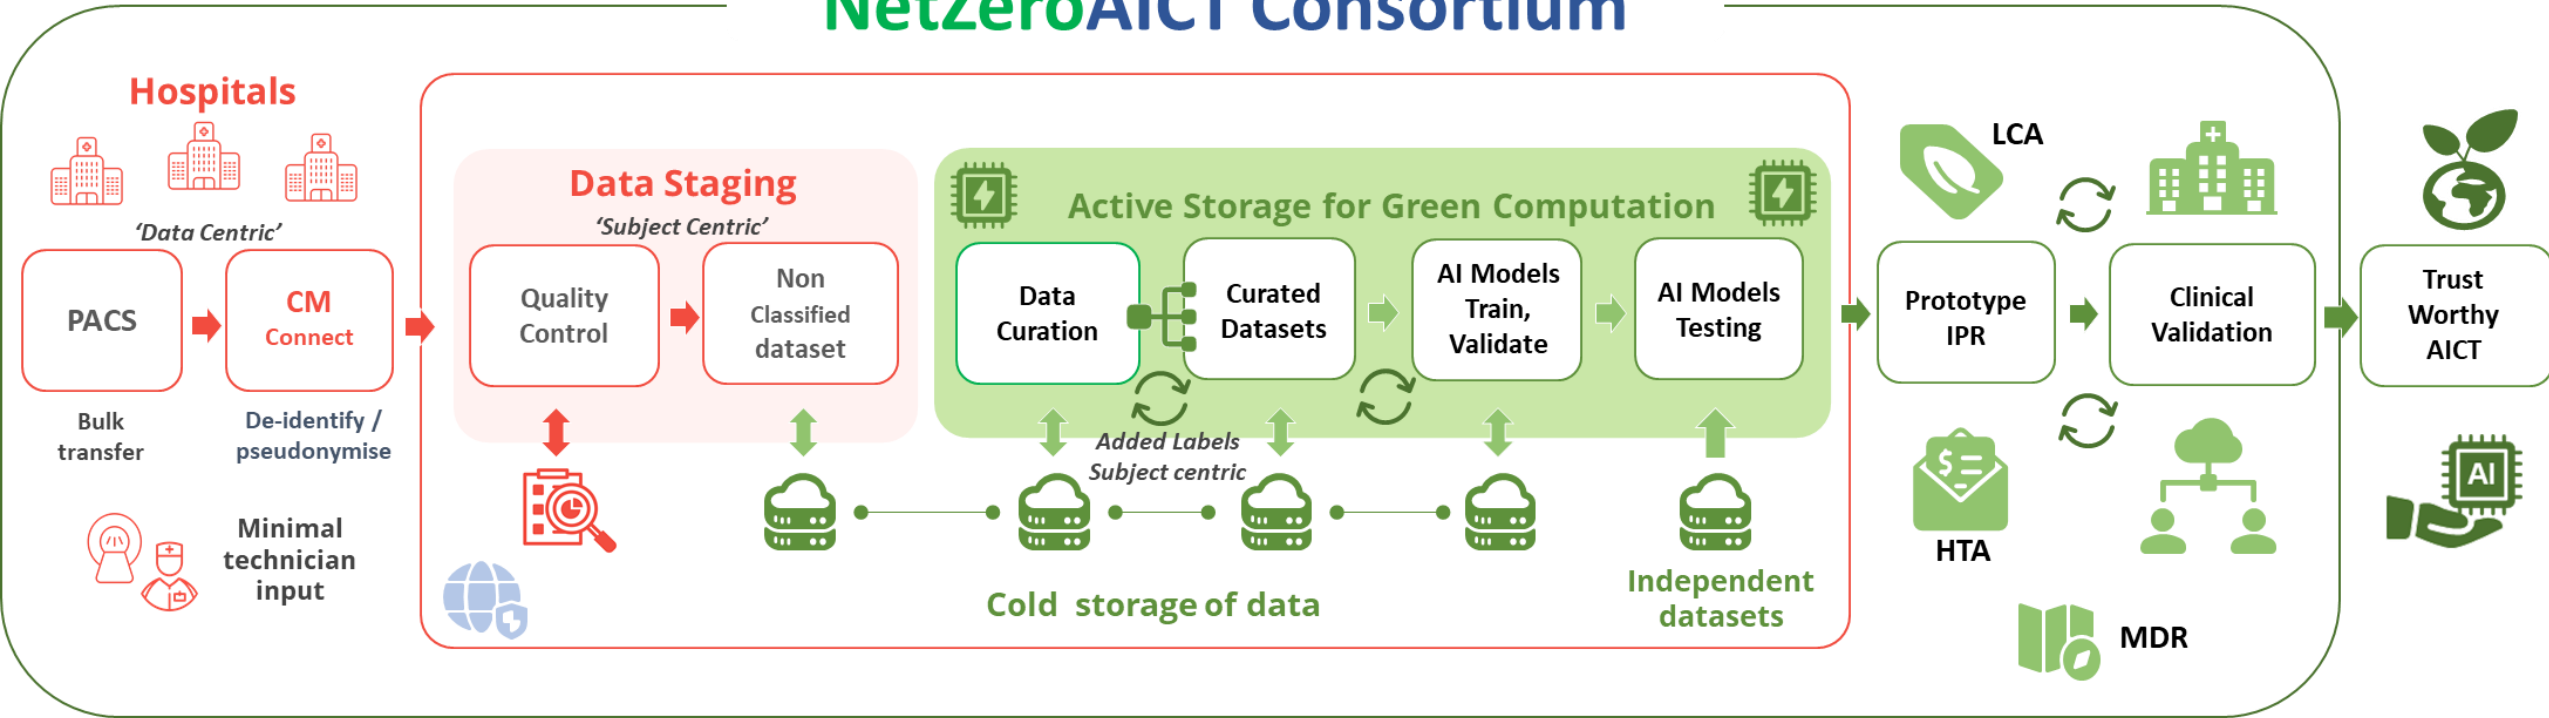 NetZeroAICT Consortium
Hospitals
'Data Centric'
PACS
CM
Connect
Bulk
transfer
De-identify /
pseudonymise
Minimal
technician
input
Data Staging
'Subject Centric'
Quality
Control
Non
Classified
dataset
Active Storage for Green Computation
Data
Curation
Curated
Datasets
AI Models
Train,
Validate
AI Models
Testing
Added Labels
Subject centric
Cold storage of data
Independent
datasets
LCA
Prototype
IPR
Clinical
Validation
HTA
MDR
Trust
Worthy
AICT
AI